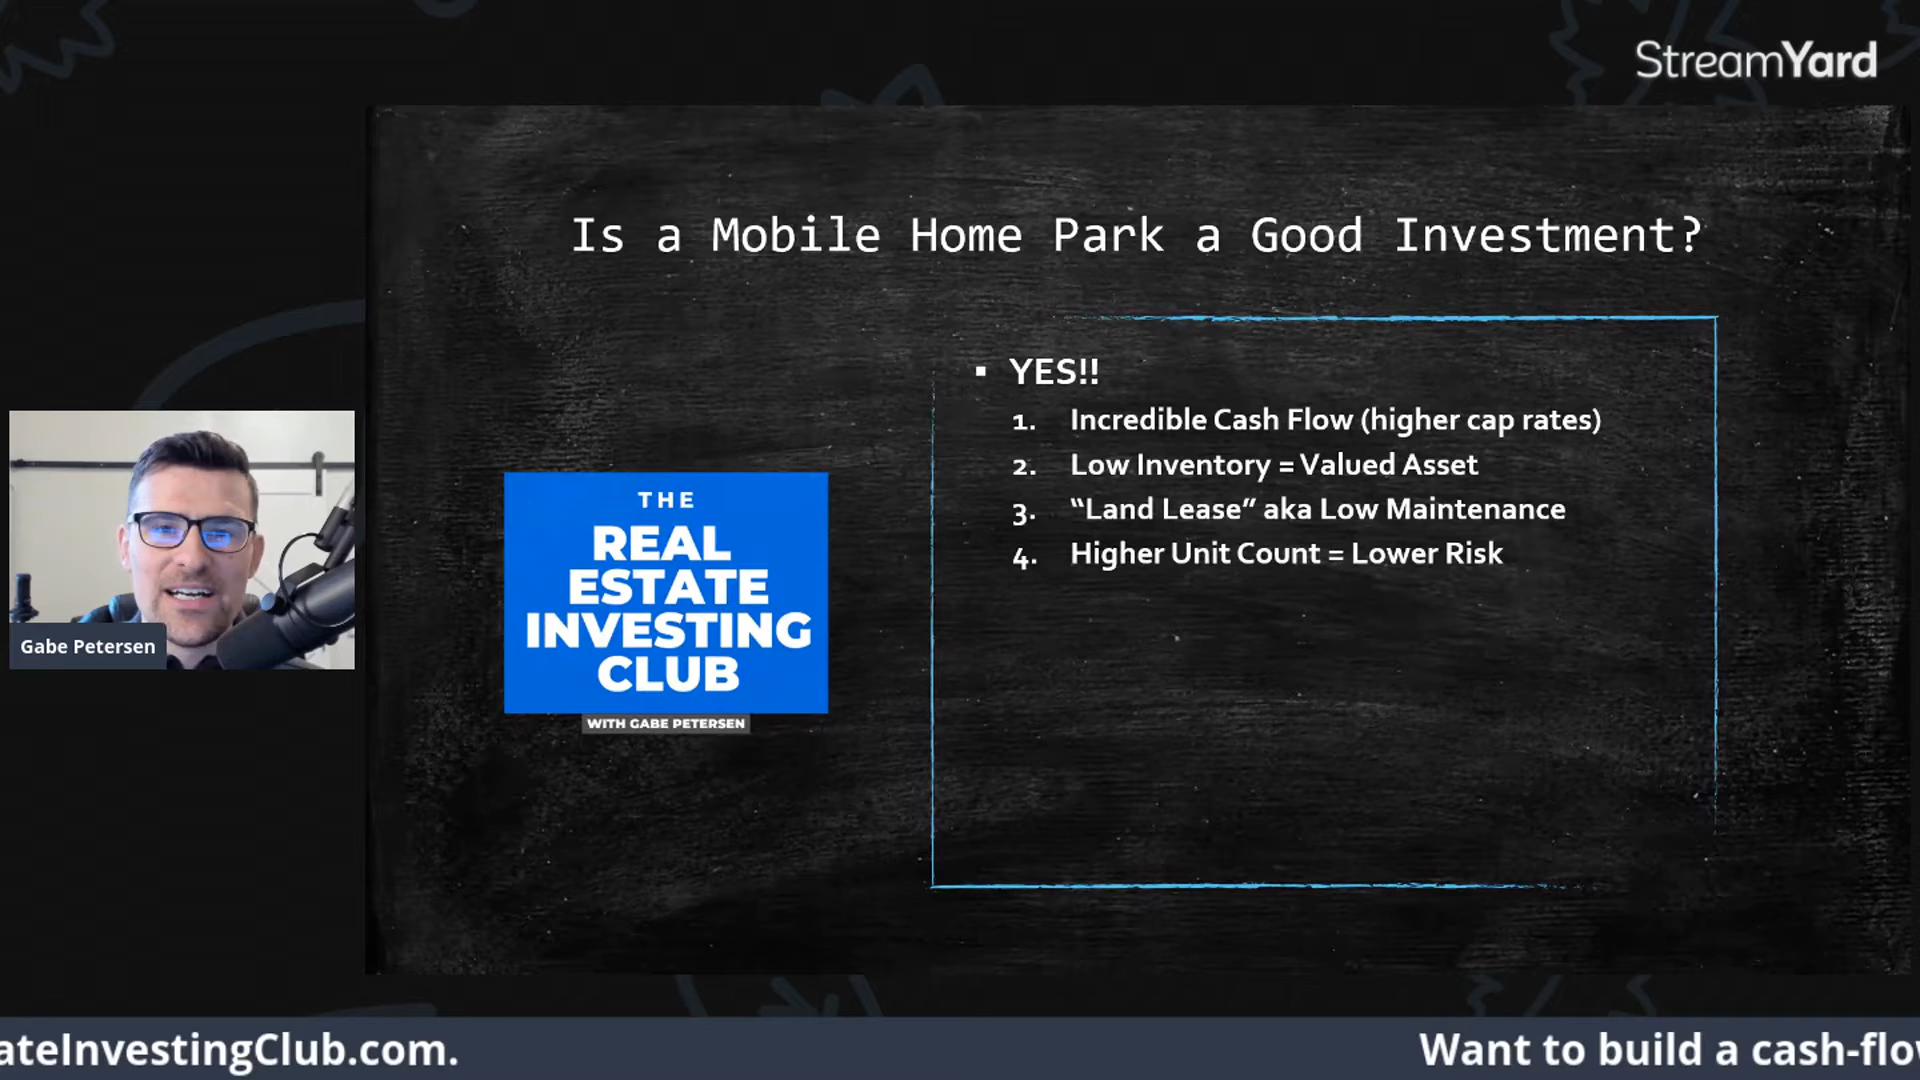 StreamYard
Is a Mobile Home Park a Good Investment?
▪ YES!!
1. Incredible Cash Flow (higher cap rates)
2. Low Inventory = Valued Asset
3. “Land Lease” aka Low Maintenance
4. Higher Unit Count = Lower Risk
THE
REAL
ESTATE
INVESTING
CLUB
WITH GABE PETERSEN
Gabe Petersen
ateInvestingClub.com.
Want to build a cash-flow